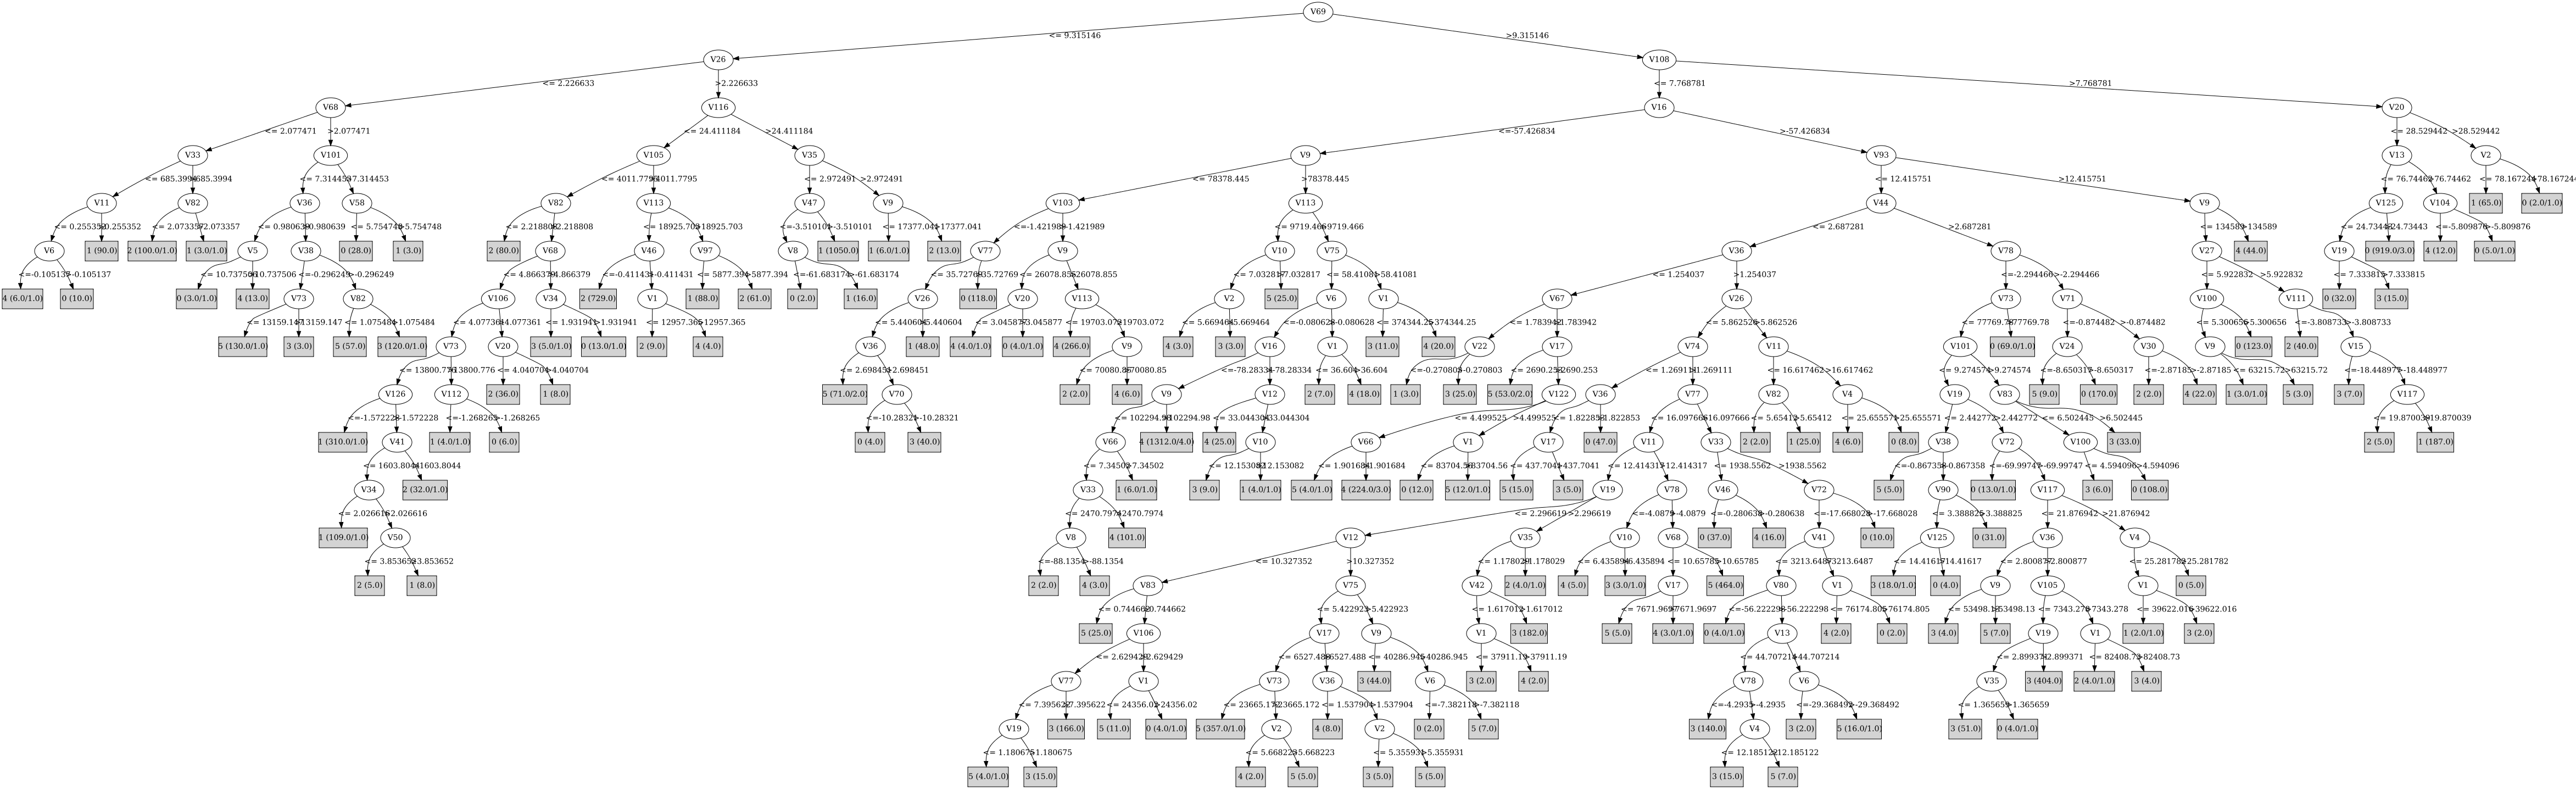 V69
<= 9.315146 >9.315146
V26 V108
<= 2.226633 >2.226633 <= 7.768781 >7.768781
V68 V116 V16 V20
<= 2.077471 >2.077471 <= 24.411184 >24.411184 <=-57.426834 >-57.426834 <= 28.529442 >28.529442
V33 V101 V105 V35 V9 V93 V13 V2
<= 685.3994 >685.3994 <= 7.314453 >7.314453 <= 4011.7795 >4011.7795 <= 2.972491 >2.972491 <= 78378.445 >78378.445 <= 12.415751 >12.415751 <= 76.74462 >76.74462 <= 78.167244 >78.167244
V11 V82 V36 V58 V82 V113 V47 V9 V103 V113 V44 V9 V125 V104 1 (65.0) 0 (2.0/1.0)
<= 0.255352 >0.255352 <= 2.073357 >2.073357 <= 0.980639 >0.980639 <= 5.754748 >5.754748 <= 2.218808 >2.218808 <= 18925.703 >18925.703 <=-3.510101 >-3.510101 <= 17377.041 >17377.041 <=-1.421989 >-1.421989 <= 9719.466 >9719.466 <= 2.687281 >2.687281 <= 134589 >134589 <= 24.73443 >24.73443 <=-5.809876 >-5.809876
V6 1 (90.0) 2 (100.0/1.0) 1 (3.0/1.0) V5 V38 0 (28.0) 1 (3.0) 2 (80.0) V68 V46 V97 V8 1 (1050.0) 1 (6.0/1.0) 2 (13.0) V77 V9 V10 V75 V36 V78 V27 4 (44.0) V19 0 (919.0/3.0) 4 (12.0) 0 (5.0/1.0)
<=-0.105137 >-0.105137 <= 10.737506 >10.737506 <=-0.296249 >-0.296249 <= 4.866379 >4.866379 <=-0.411431 >-0.411431 <= 5877.394 >5877.394 <=-61.683174 >-61.683174 <= 35.72769 >35.72769 <= 26078.855 >26078.855 <= 7.032817 >7.032817 <= 58.41081 >58.41081 <= 1.254037 >1.254037 <=-2.294466 >-2.294466 <= 5.922832 >5.922832 <= 7.333815 >7.333815
4 (6.0/1.0) 0 (10.0) 0 (3.0/1.0) 4 (13.0) V73 V82 V106 V34 2 (729.0) V1 1 (88.0) 2 (61.0) 0 (2.0) 1 (16.0) V26 0 (118.0) V20 V113 V2 5 (25.0) V6 V1 V67 V26 V73 V71 V100 V111 0 (32.0) 3 (15.0)
<= 13159.147 >13159.147 <= 1.075484 >1.075484 <= 4.077361 >4.077361 <= 1.931941 >1.931941 <= 12957.365 >12957.365 <= 5.440604 >5.440604 <= 3.045877 >3.045877 <= 19703.072 >19703.072 <= 5.669464 >5.669464 <=-0.080628 >-0.080628 <= 374344.25 >374344.25 <= 1.783942 >1.783942 <= 5.862526 >5.862526 <= 77769.78 >77769.78 <=-0.874482 >-0.874482 <= 5.300656 >5.300656 <=-3.808733 >-3.808733
5 (130.0/1.0) 3 (3.0) 5 (57.0) 3 (120.0/1.0) V73 V20 3 (5.0/1.0) 0 (13.0/1.0) 2 (9.0) 4 (4.0) V36 1 (48.0) 4 (4.0/1.0) 0 (4.0/1.0) 4 (266.0) V9 4 (3.0) 3 (3.0) V16 V1 3 (11.0) 4 (20.0) V22 V17 V74 V11 V101 0 (69.0/1.0) V24 V30 V9 0 (123.0) 2 (40.0) V15
<= 13800.776 >13800.776 <= 4.040704 >4.040704 <= 2.698451 >2.698451 <= 70080.85 >70080.85 <=-78.28334 >-78.28334 <= 36.604 >36.604 <=-0.270803 >-0.270803 <= 2690.253 >2690.253 <= 1.269111 >1.269111 <= 16.617462 >16.617462 <= 9.274574 >9.274574 <=-8.650317 >-8.650317 <=-2.87185 >-2.87185 <= 63215.72 >63215.72 <=-18.448977 >-18.448977
V126 V112 2 (36.0) 1 (8.0) 5 (71.0/2.0) V70 2 (2.0) 4 (6.0) V9 V12 2 (7.0) 4 (18.0) 1 (3.0) 3 (25.0) 5 (53.0/2.0) V122 V36 V77 V82 V4 V19 V83 5 (9.0) 0 (170.0) 2 (2.0) 4 (22.0) 1 (3.0/1.0) 5 (3.0) 3 (7.0) V117
<=-1.572228 >-1.572228 <=-1.268265 >-1.268265 <=-10.28321 >-10.28321 <= 102294.98 >102294.98 <= 33.044304 >33.044304 <= 4.499525 >4.499525 <= 1.822853 >1.822853 <= 16.097666 >16.097666 <= 5.65412 >5.65412 <= 25.655571 >25.655571 <= 2.442772 >2.442772 <= 6.502445 >6.502445 <= 19.870039 >19.870039
1 (310.0/1.0) V41 1 (4.0/1.0) 0 (6.0) 0 (4.0) 3 (40.0) V66 4 (1312.0/4.0) 4 (25.0) V10 V66 V1 V17 0 (47.0) V11 V33 2 (2.0) 1 (25.0) 4 (6.0) 0 (8.0) V38 V72 V100 3 (33.0) 2 (5.0) 1 (187.0)
<= 1603.8044 >1603.8044 <= 7.34502 >7.34502 <= 12.153082 >12.153082 <= 1.901684 >1.901684 <= 83704.56 >83704.56 <= 437.7041 >437.7041 <= 12.414317 >12.414317 <= 1938.5562 >1938.5562 <=-0.867358 >-0.867358 <=-69.99747 >-69.99747 <= 4.594096 >4.594096
V34 2 (32.0/1.0) V33 1 (6.0/1.0) 3 (9.0) 1 (4.0/1.0) 5 (4.0/1.0) 4 (224.0/3.0) 0 (12.0) 5 (12.0/1.0) 5 (15.0) 3 (5.0) V19 V78 V46 V72 5 (5.0) V90 0 (13.0/1.0) V117 3 (6.0) 0 (108.0)
<= 2.026616 >2.026616 <= 2470.7974 >2470.7974 <= 2.296619 >2.296619 <=-4.0879 >-4.0879 <=-0.280638 >-0.280638 <=-17.668028 >-17.668028 <= 3.388825 >3.388825 <= 21.876942 >21.876942
1 (109.0/1.0) V50 V8 4 (101.0) V12 V35 V10 V68 0 (37.0) 4 (16.0) V41 0 (10.0) V125 0 (31.0) V36 V4
<= 3.853652 >3.853652 <=-88.1354 >-88.1354 <= 10.327352 >10.327352 <= 1.178029 >1.178029 <= 6.435894 >6.435894 <= 10.65785 >10.65785 <= 3213.6487 >3213.6487 <= 14.41617 >14.41617 <= 2.800877 >2.800877 <= 25.281782 >25.281782
2 (5.0) 1 (8.0) 2 (2.0) 4 (3.0) V83 V75 V42 2 (4.0/1.0) 4 (5.0) 3 (3.0/1.0) V17 5 (464.0) V80 V1 3 (18.0/1.0) 0 (4.0) V9 V105 V1 0 (5.0)
<= 0.744662 >0.744662 <= 5.422923 >5.422923 <= 1.617012 >1.617012 <= 7671.9697 >7671.9697 <=-56.222298 >-56.222298 <= 76174.805 >76174.805 <= 53498.13 >53498.13 <= 7343.278 >7343.278 <= 39622.016 >39622.016
5 (25.0) V106 V17 V9 V1 3 (182.0) 5 (5.0) 4 (3.0/1.0) 0 (4.0/1.0) V13 4 (2.0) 0 (2.0) 3 (4.0) 5 (7.0) V19 V1 1 (2.0/1.0) 3 (2.0)
<= 2.629429 >2.629429 <= 6527.488 >6527.488 <= 40286.945 >40286.945 <= 37911.19 >37911.19 <= 44.707214 >44.707214 <= 2.899371 >2.899371 <= 82408.73 >82408.73
V77 V1 V73 V36 3 (44.0) V6 3 (2.0) 4 (2.0) V78 V6 V35 3 (404.0) 2 (4.0/1.0) 3 (4.0)
<= 7.395622 >7.395622 <= 24356.02 >24356.02 <= 23665.172 >23665.172 <= 1.537904 >1.537904 <=-7.382118 >-7.382118 <=-4.2935 >-4.2935 <=-29.368492 >-29.368492 <= 1.365659 >1.365659
V19 3 (166.0) 5 (11.0) 0 (4.0/1.0) 5 (357.0/1.0) V2 4 (8.0) V2 0 (2.0) 5 (7.0) 3 (140.0) V4 3 (2.0) 5 (16.0/1.0) 3 (51.0) 0 (4.0/1.0)
<= 1.180675 >1.180675 <= 5.668223 >5.668223 <= 5.355931 >5.355931 <= 12.185122 >12.185122
5 (4.0/1.0) 3 (15.0) 4 (2.0) 5 (5.0) 3 (5.0) 5 (5.0) 3 (15.0) 5 (7.0)